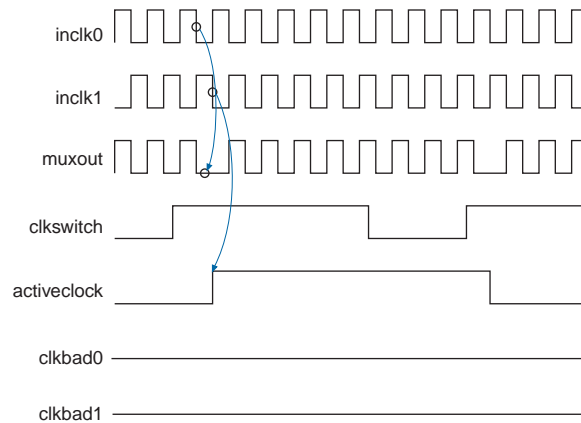 inclk0
inclk1
muxout
clkswitch
activeclock
clkbad0
clkbad1